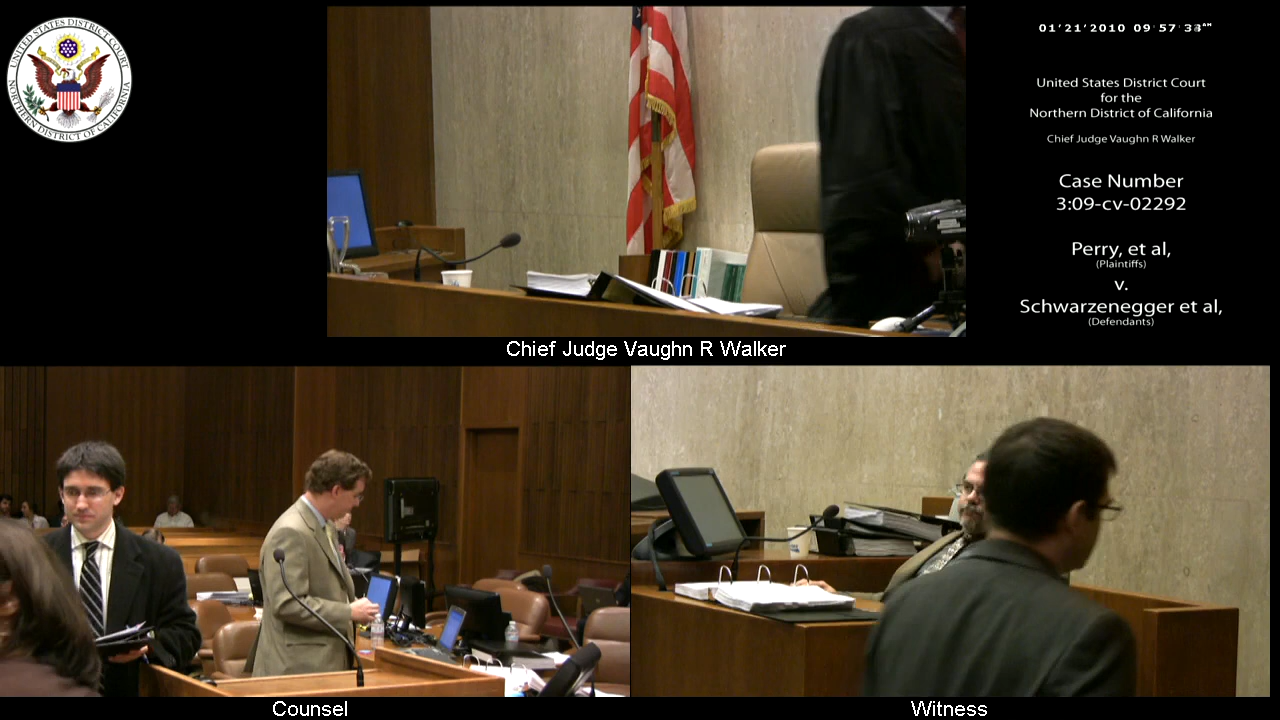 UNITED STATES DISTRICT COURT
NORTHERN DISTRICT OF CALIFORNIA
01'21'2010 09:57:38 AM
United States District Court
for the
Northern District of California
Chief Judge Vaughn R Walker
Case Number
3:09-cv-02292
Perry, et al,
(Plaintiffs)
v.
Schwarzenegger et al,
(Defendants)
Chief Judge Vaughn R Walker
Counsel
Witness